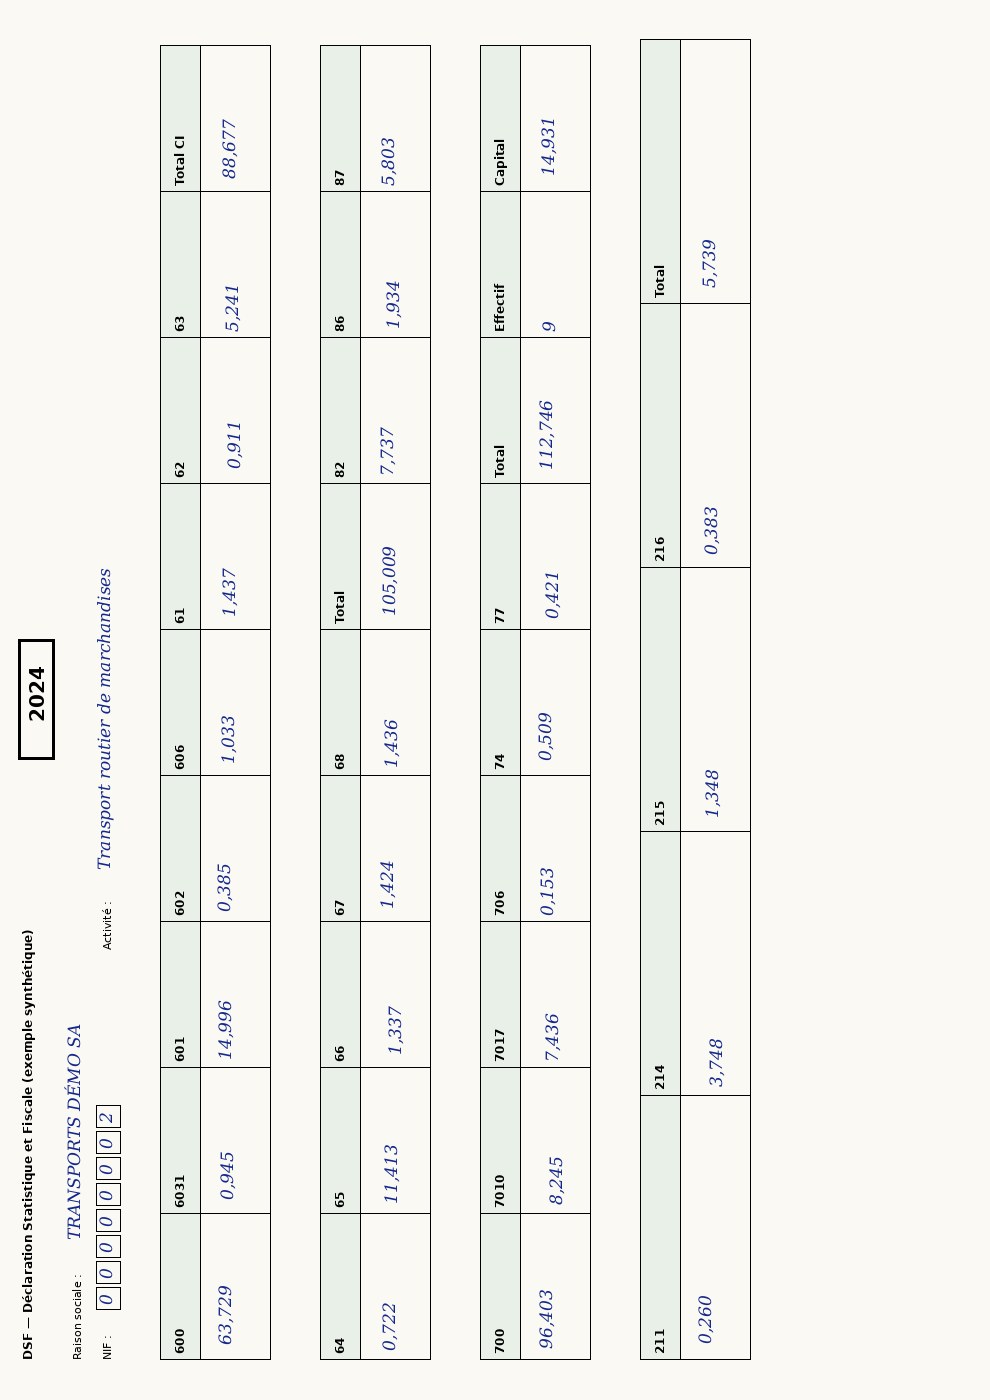 DSF — Déclaration Statistique et Fiscale (exemple synthétique) 2024
Raison sociale : TRANSPORTS DÉMO SA
NIF : 0 0 0 0 0 0 0 2 Activité : Transport routier de marchandises
600 6031 601 602 606 61 62 63 Total CI
63,729 0,945 14,996 0,385 1,033 1,437 0,911 5,241 88,677
64 65 66 67 68 Total 82 86 87
0,722 11,413 1,337 1,424 1,436 105,009 7,737 1,934 5,803
700 7010 7017 706 74 77 Total Effectif Capital
96,403 8,245 7,436 0,153 0,509 0,421 112,746 9 14,931
211 214 215 216 Total
0,260 3,748 1,348 0,383 5,739